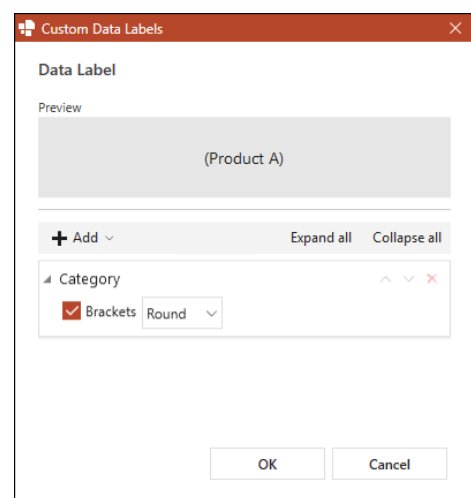 Custom Data Labels
Data Label
Preview
(Product A)
Add Expand all Collapse all
Category
Brackets Round
OK Cancel